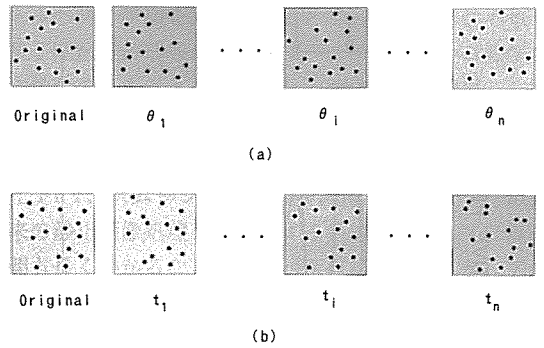 Original θ1 . . . . θi . . . . θn
(a)
Original t1 . . . . ti . . . . tn
(b)